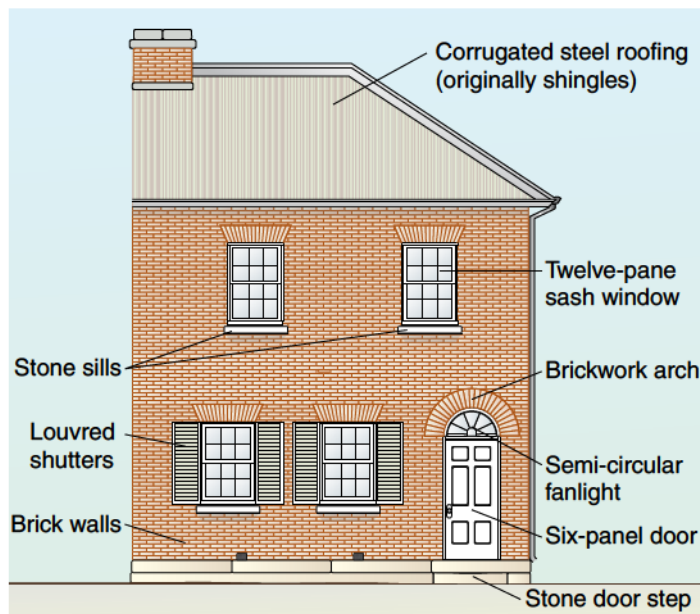 Corrugated steel roofing
(originally shingles)
Twelve-pane
sash window
Stone sills
Brickwork arch
Louvred
shutters
Semi-circular
fanlight
Brick walls
Six-panel door
Stone door step